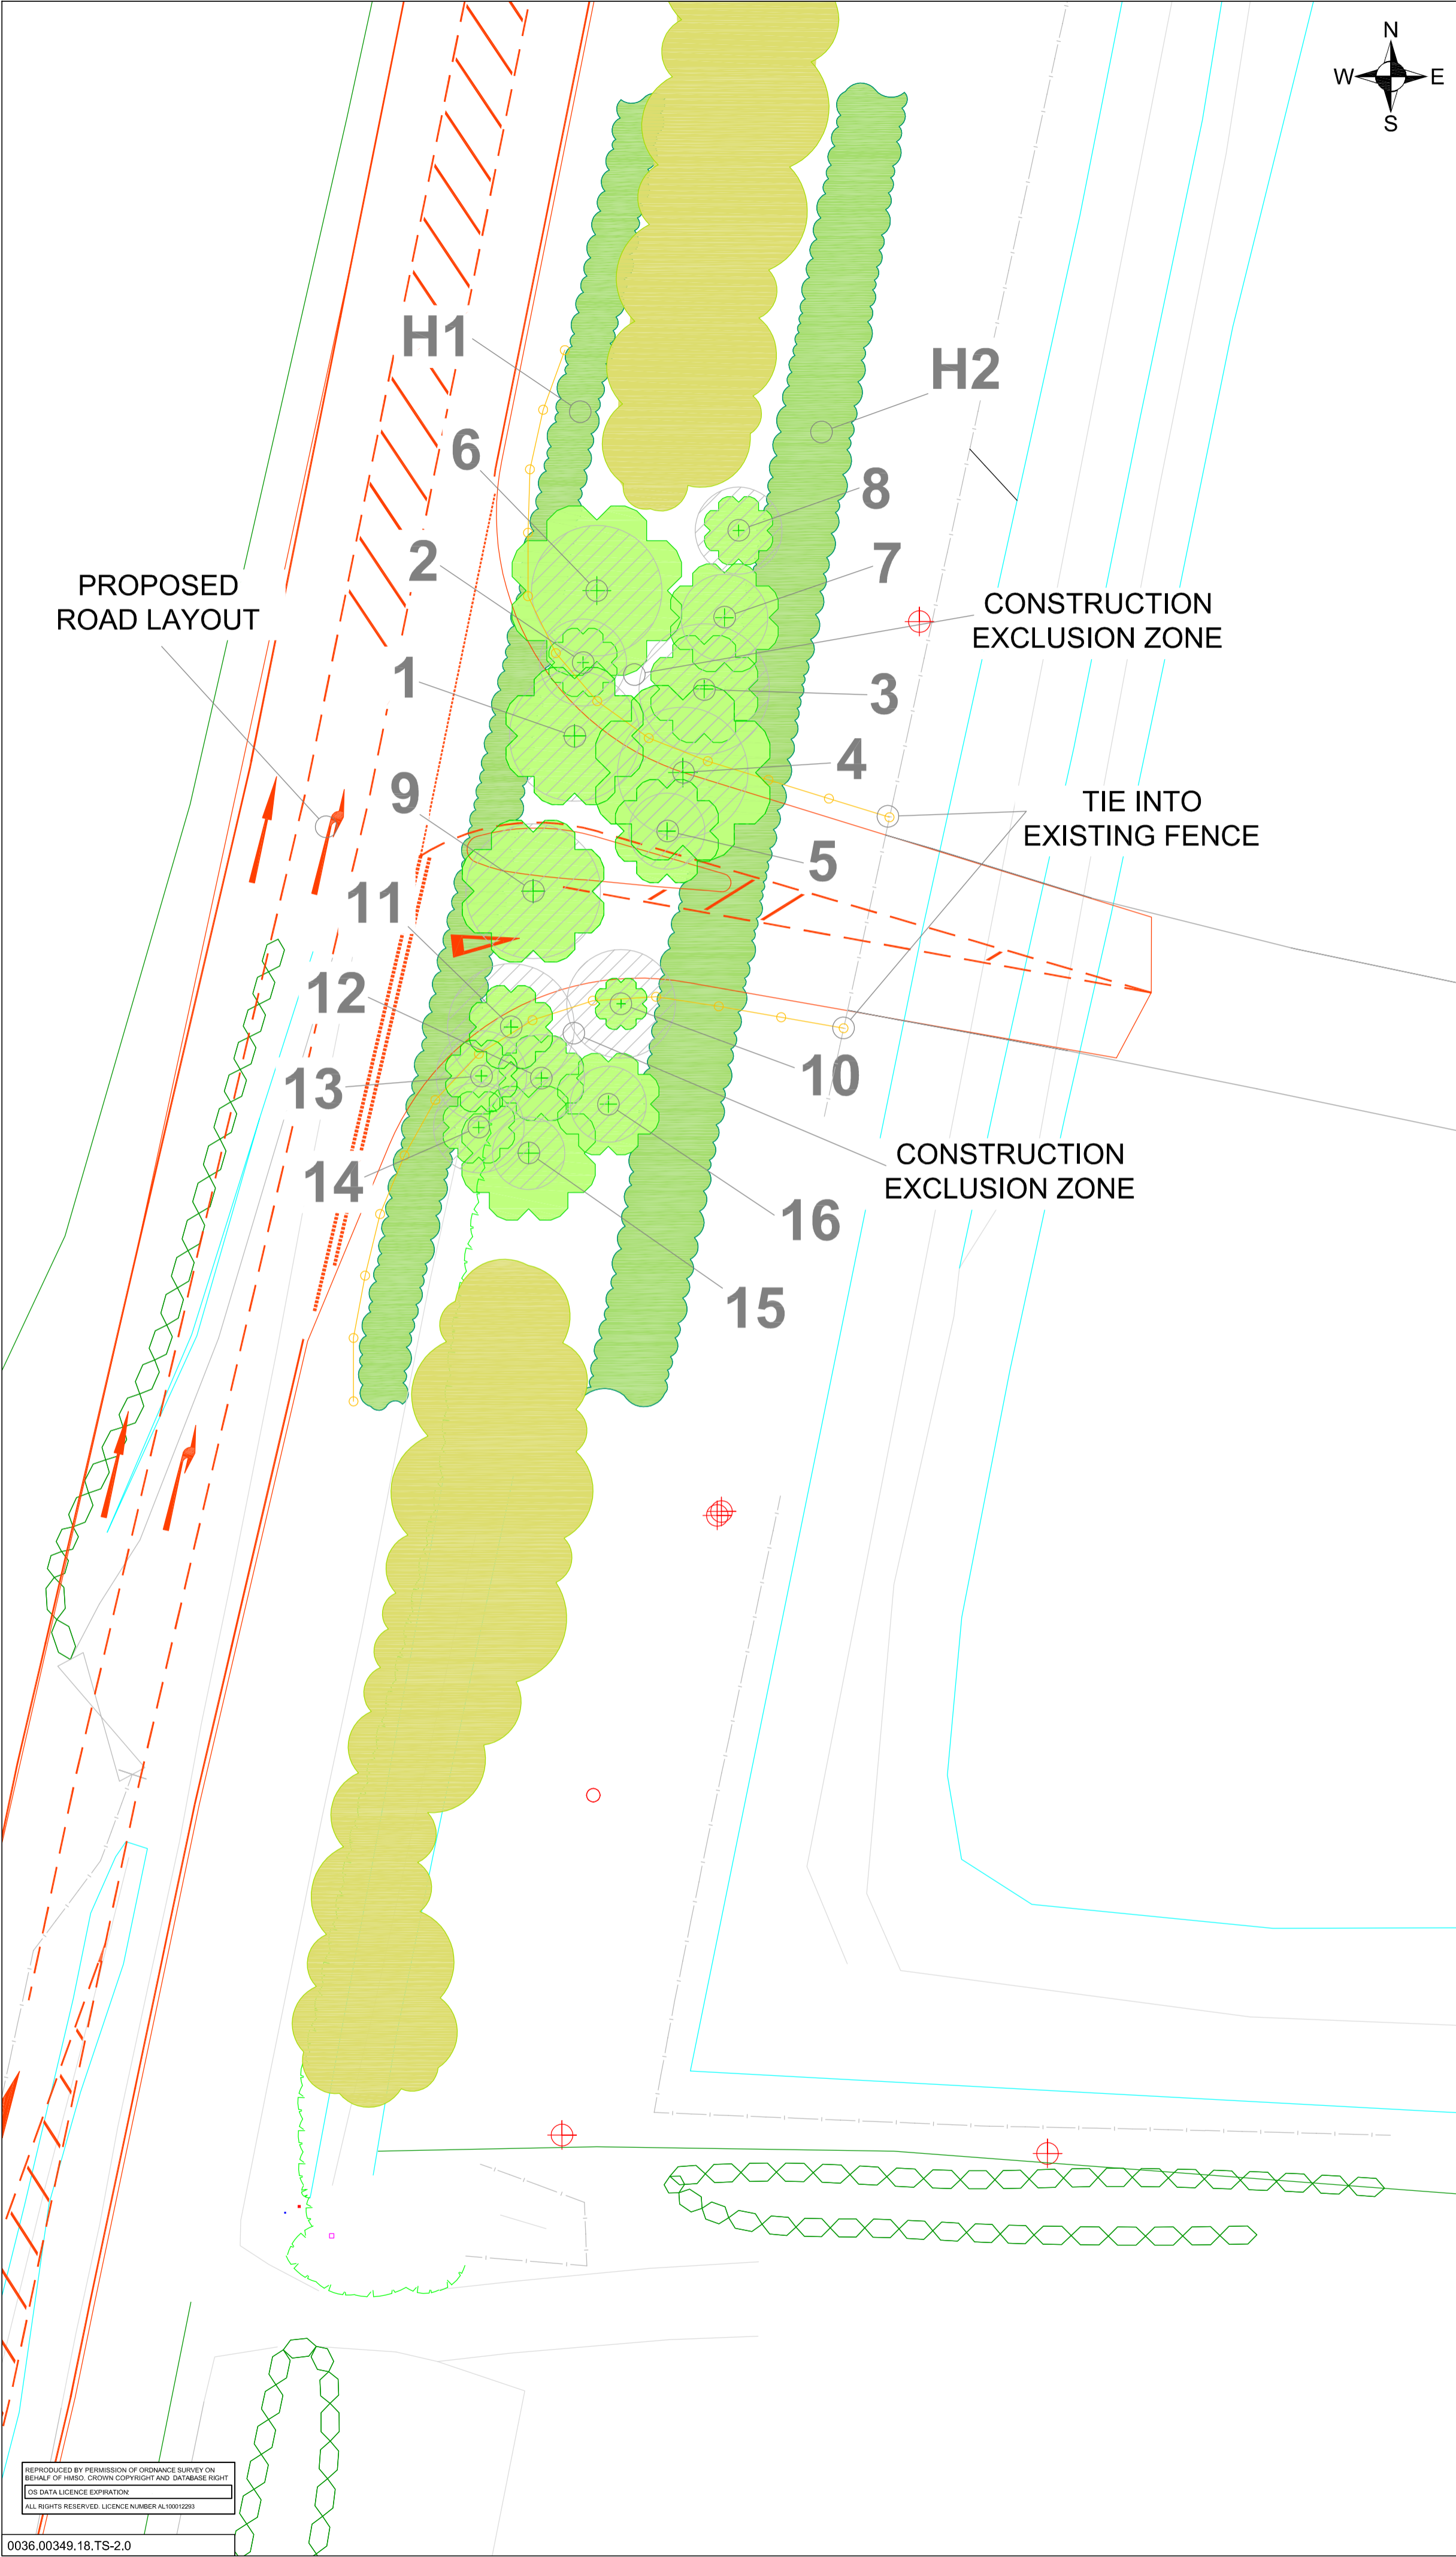 N
W E
S
H1
H2
6
8
2
7
PROPOSED
ROAD LAYOUT
CONSTRUCTION
EXCLUSION ZONE
1
3
4
9
TIE INTO
EXISTING FENCE
5
11
12
10
13
CONSTRUCTION
EXCLUSION ZONE
14
16
15
REPRODUCED BY PERMISSION OF ORDNANCE SURVEY ON
BEHALF OF HMSO. CROWN COPYRIGHT AND DATABASE RIGHT
OS DATA LICENCE EXPIRATION:
ALL RIGHTS RESERVED. LICENCE NUMBER AL100012293
0036.00349.18.TS-2.0